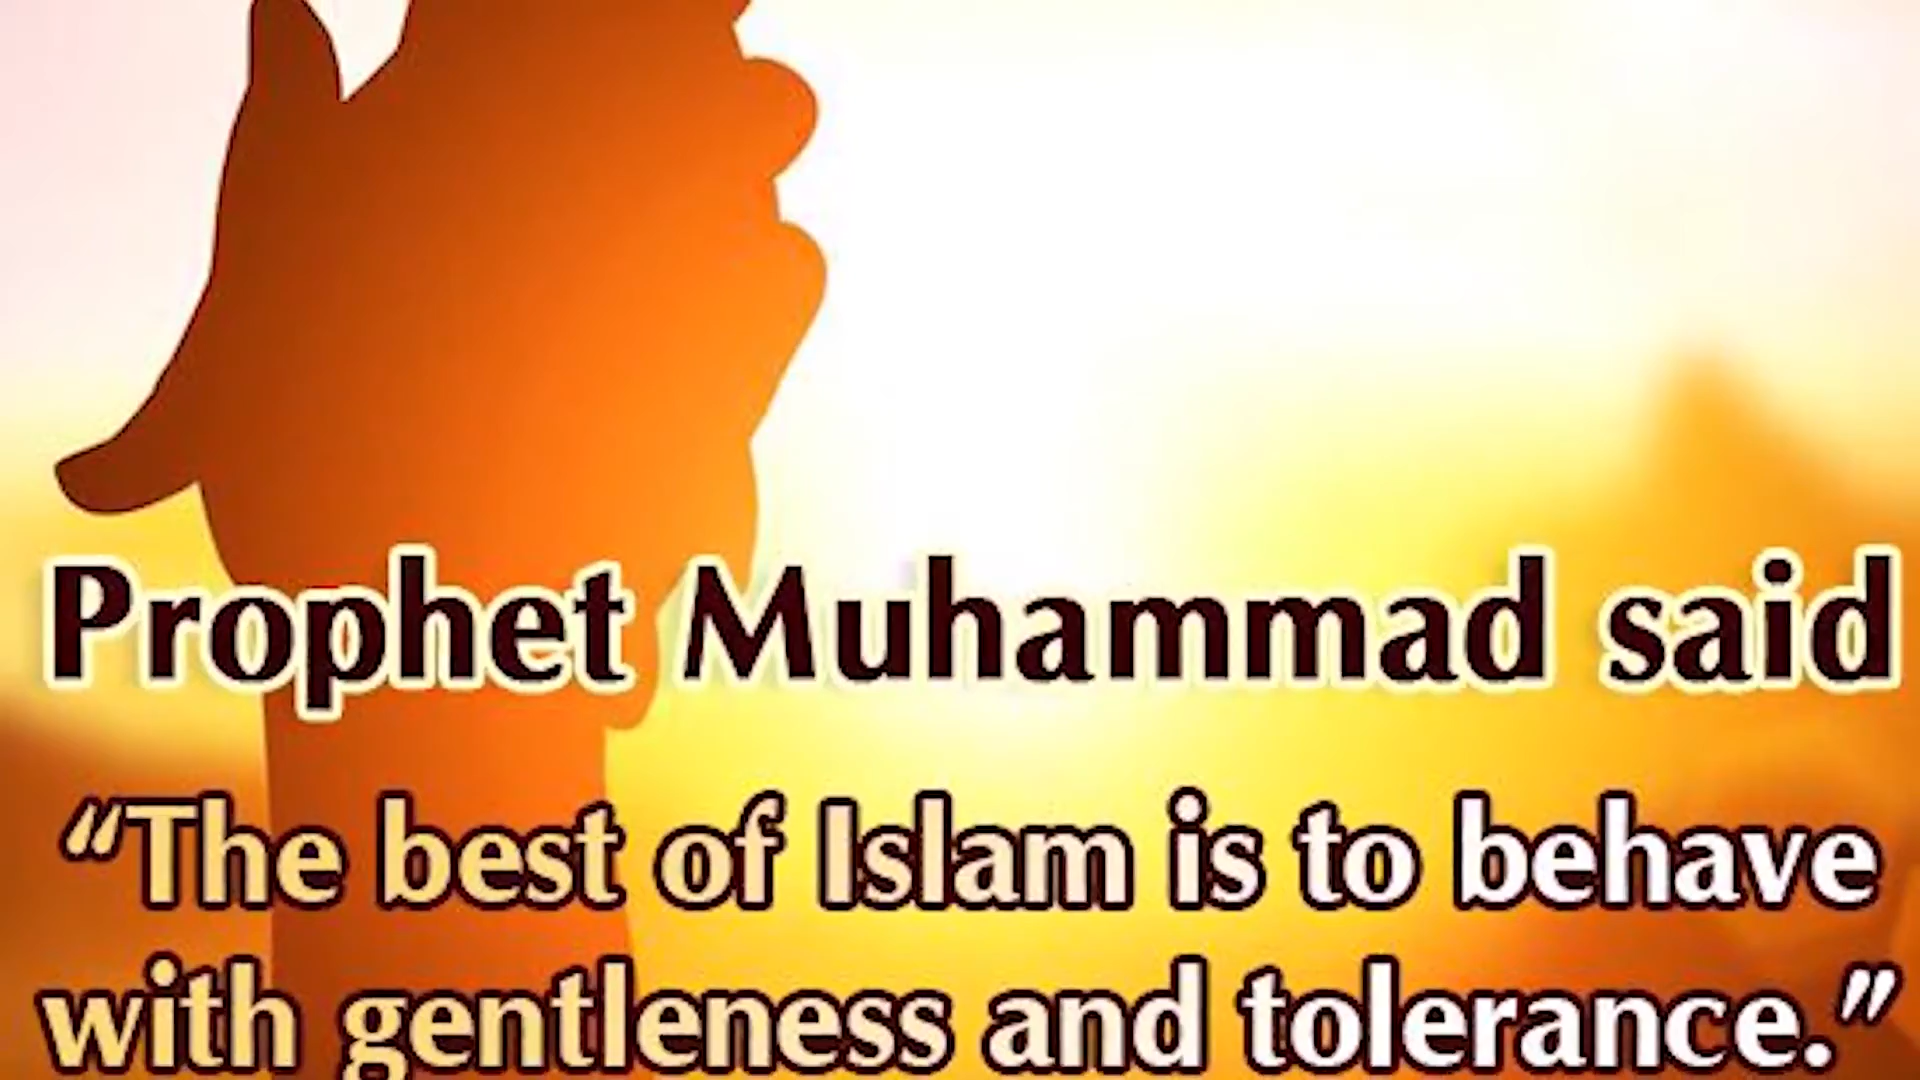 Prophet Muhammad said
“The best of Islam is to behave
with gentleness and tolerance.”